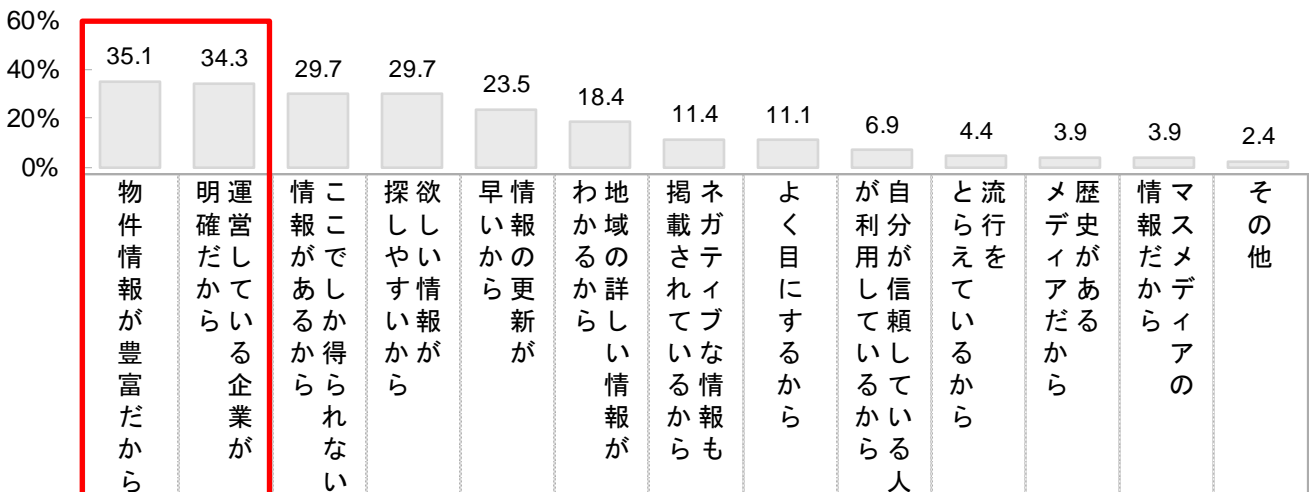 60%
40%
20%
0%
35.1
34.3
29.7
29.7
23.5
18.4
11.4
11.1
6.9
4.4
3.9
3.9
2.4
物件情報が豊富だから
運営している企業が
明確だから
ここでしか得られない
情報があるから
欲しい情報が
探しやすいから
情報の更新が
早いから
地域の詳しい情報が
わかるから
ネガティブな情報も
掲載されているから
よく目にするから
自分が信頼している人
が利用しているから
流行を
とらえているから
歴史がある
メディアだから
マスメディアの
情報だから
その他